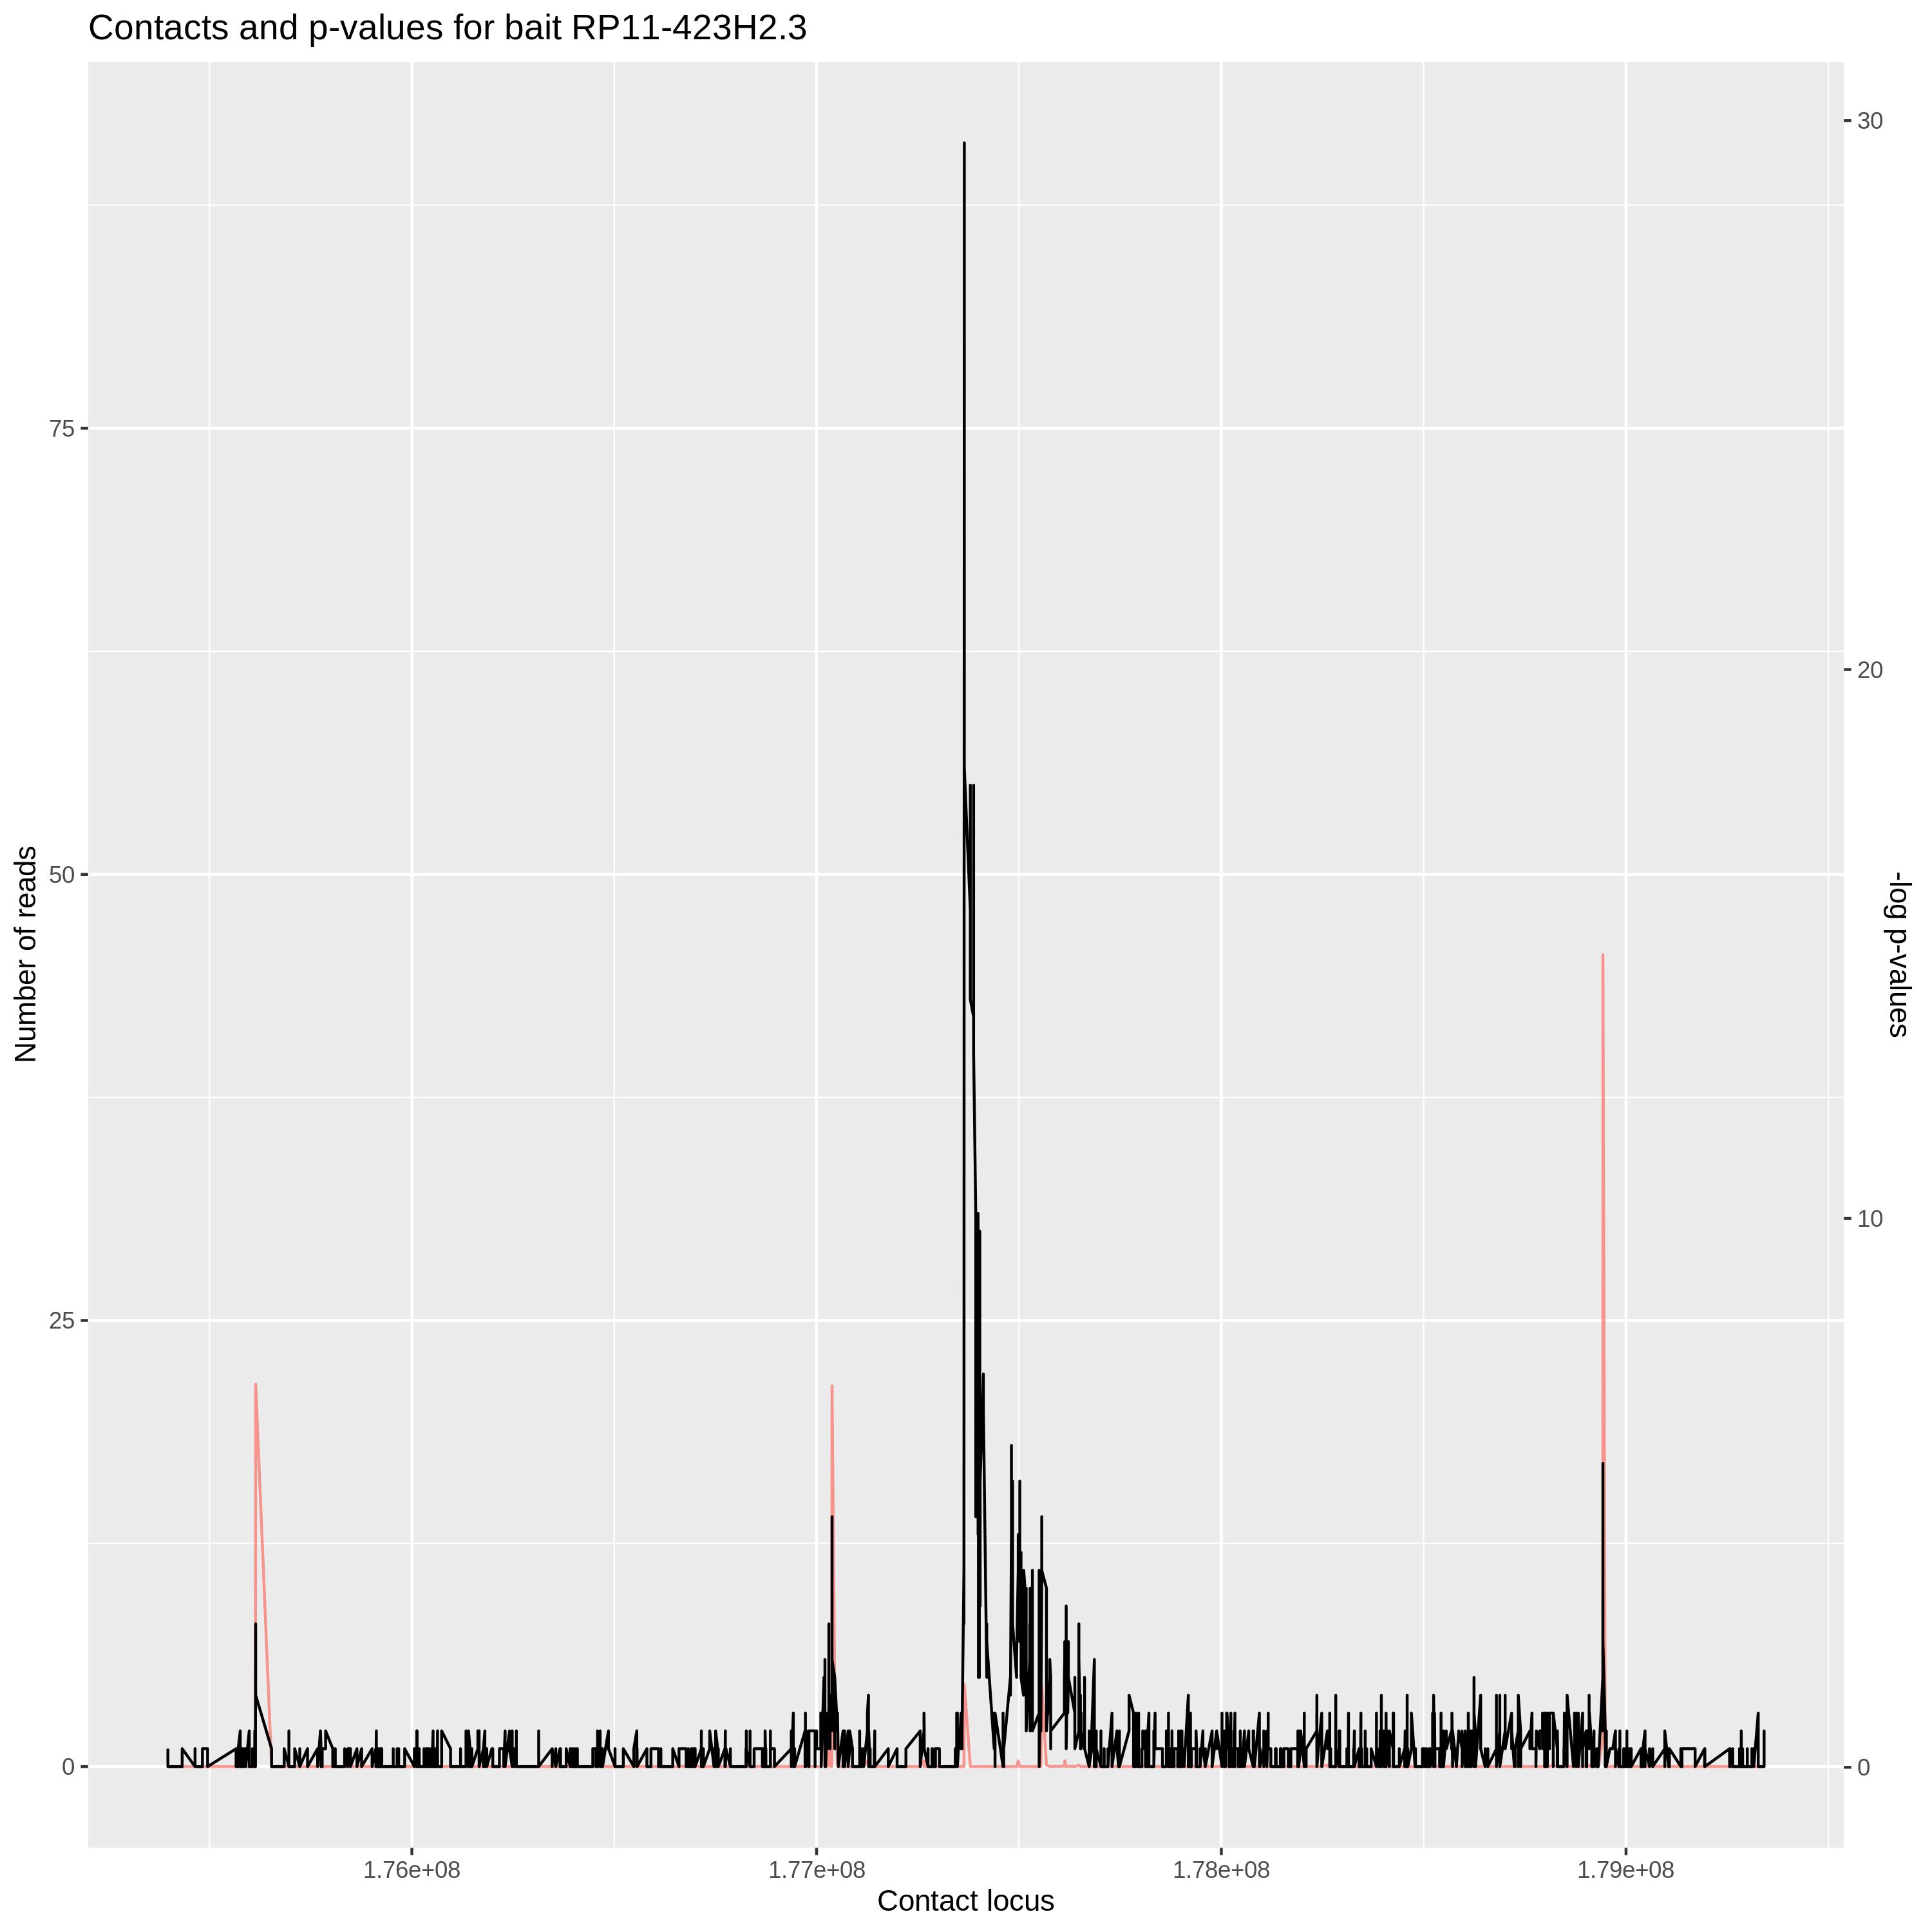 Contacts and p-values for bait RP11-423H2.3
Number of reads
75
50
25
0
30
20
10
0
-log p-values
1.76e+08 1.77e+08 1.78e+08 1.79e+08
Contact locus